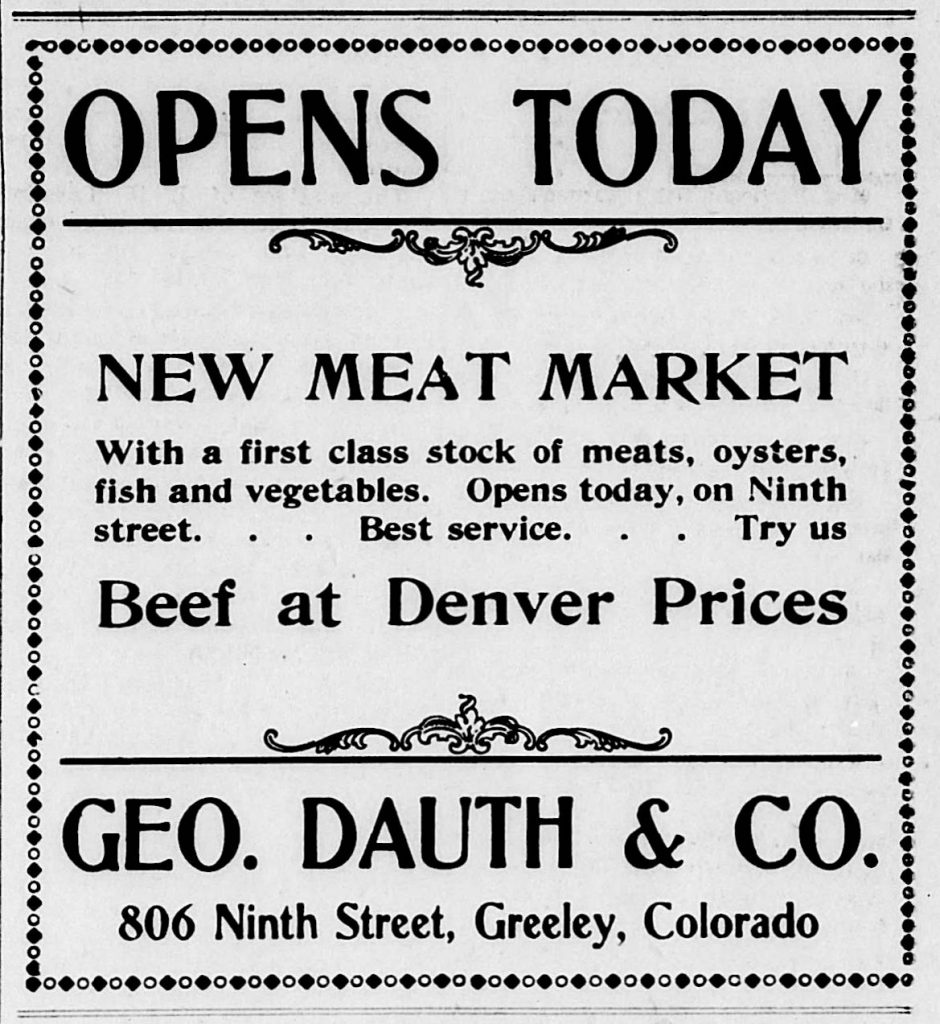 OPENS TODAY
NEW MEAT MARKET
With a first class stock of meats, oysters,
fish and vegetables. Opens today, on Ninth
street. . . Best service. . . Try us
Beef at Denver Prices
GEO. DAUTH & CO.
806 Ninth Street, Greeley, Colorado